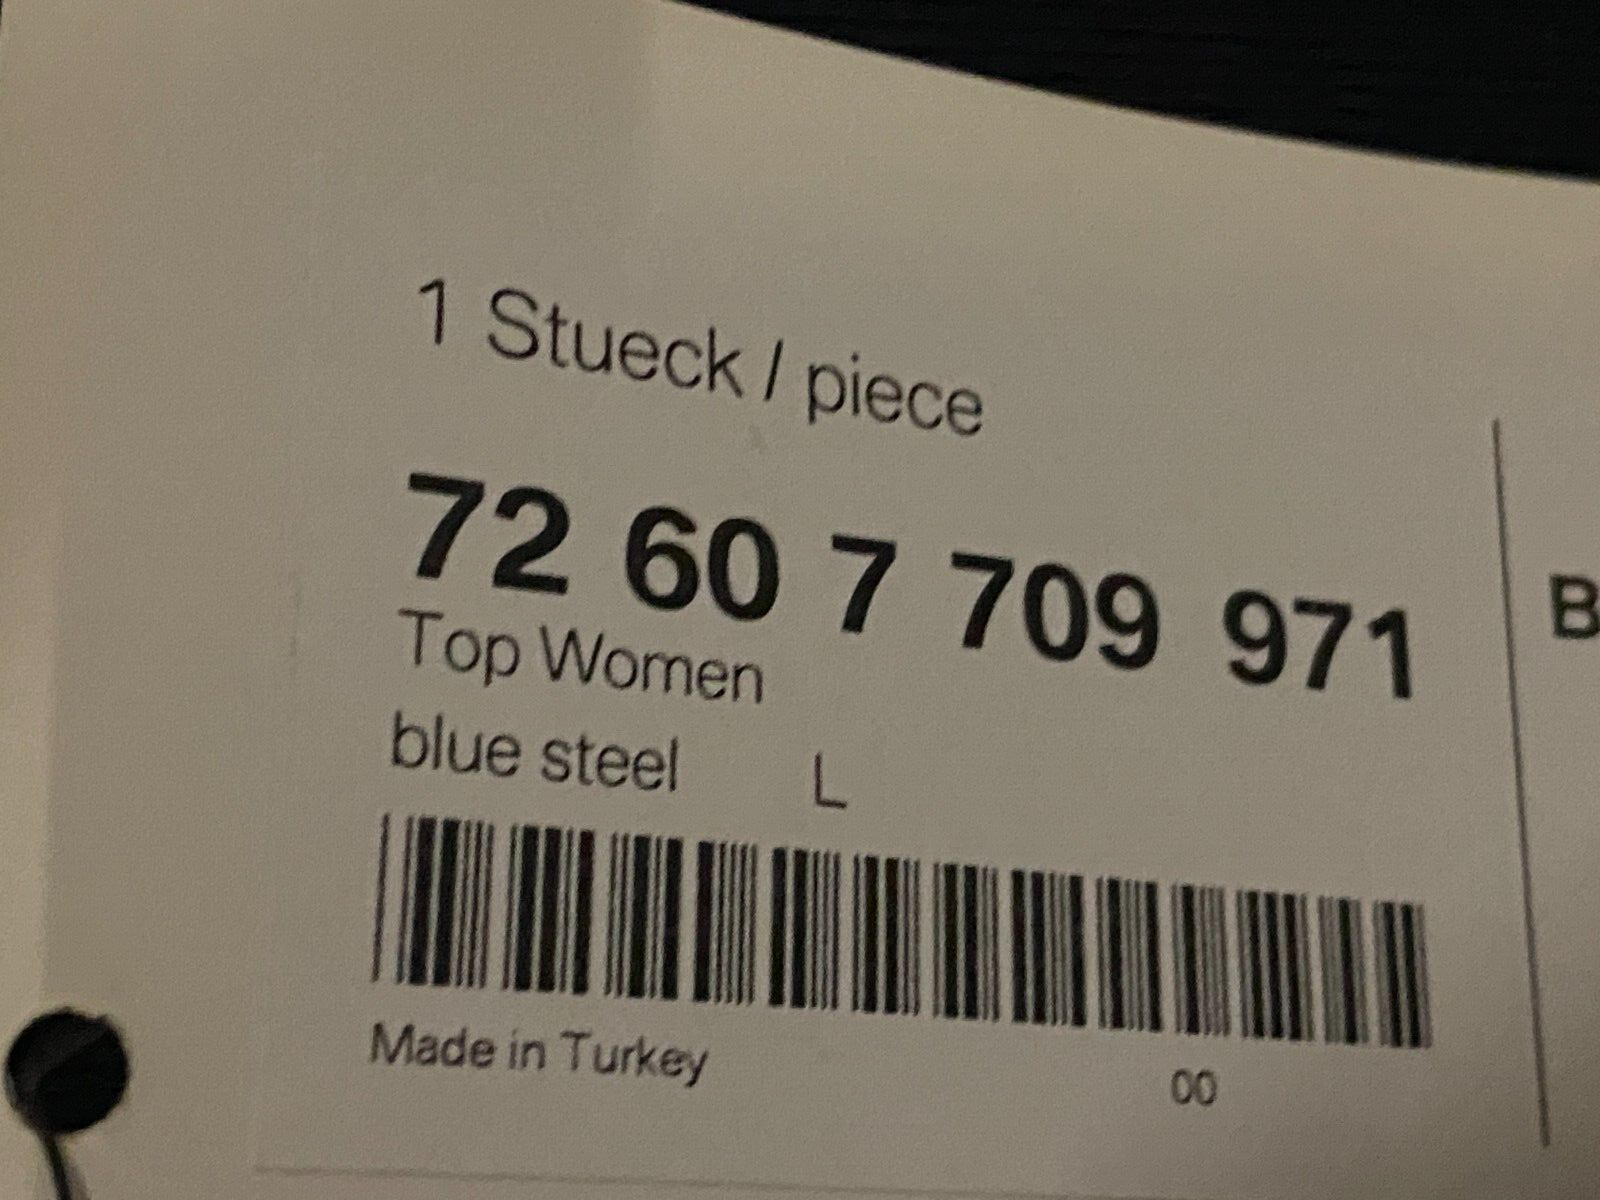 1 Stueck / piece
72 60 7 709 971
Top Women
blue steel L
Made in Turkey
00
B